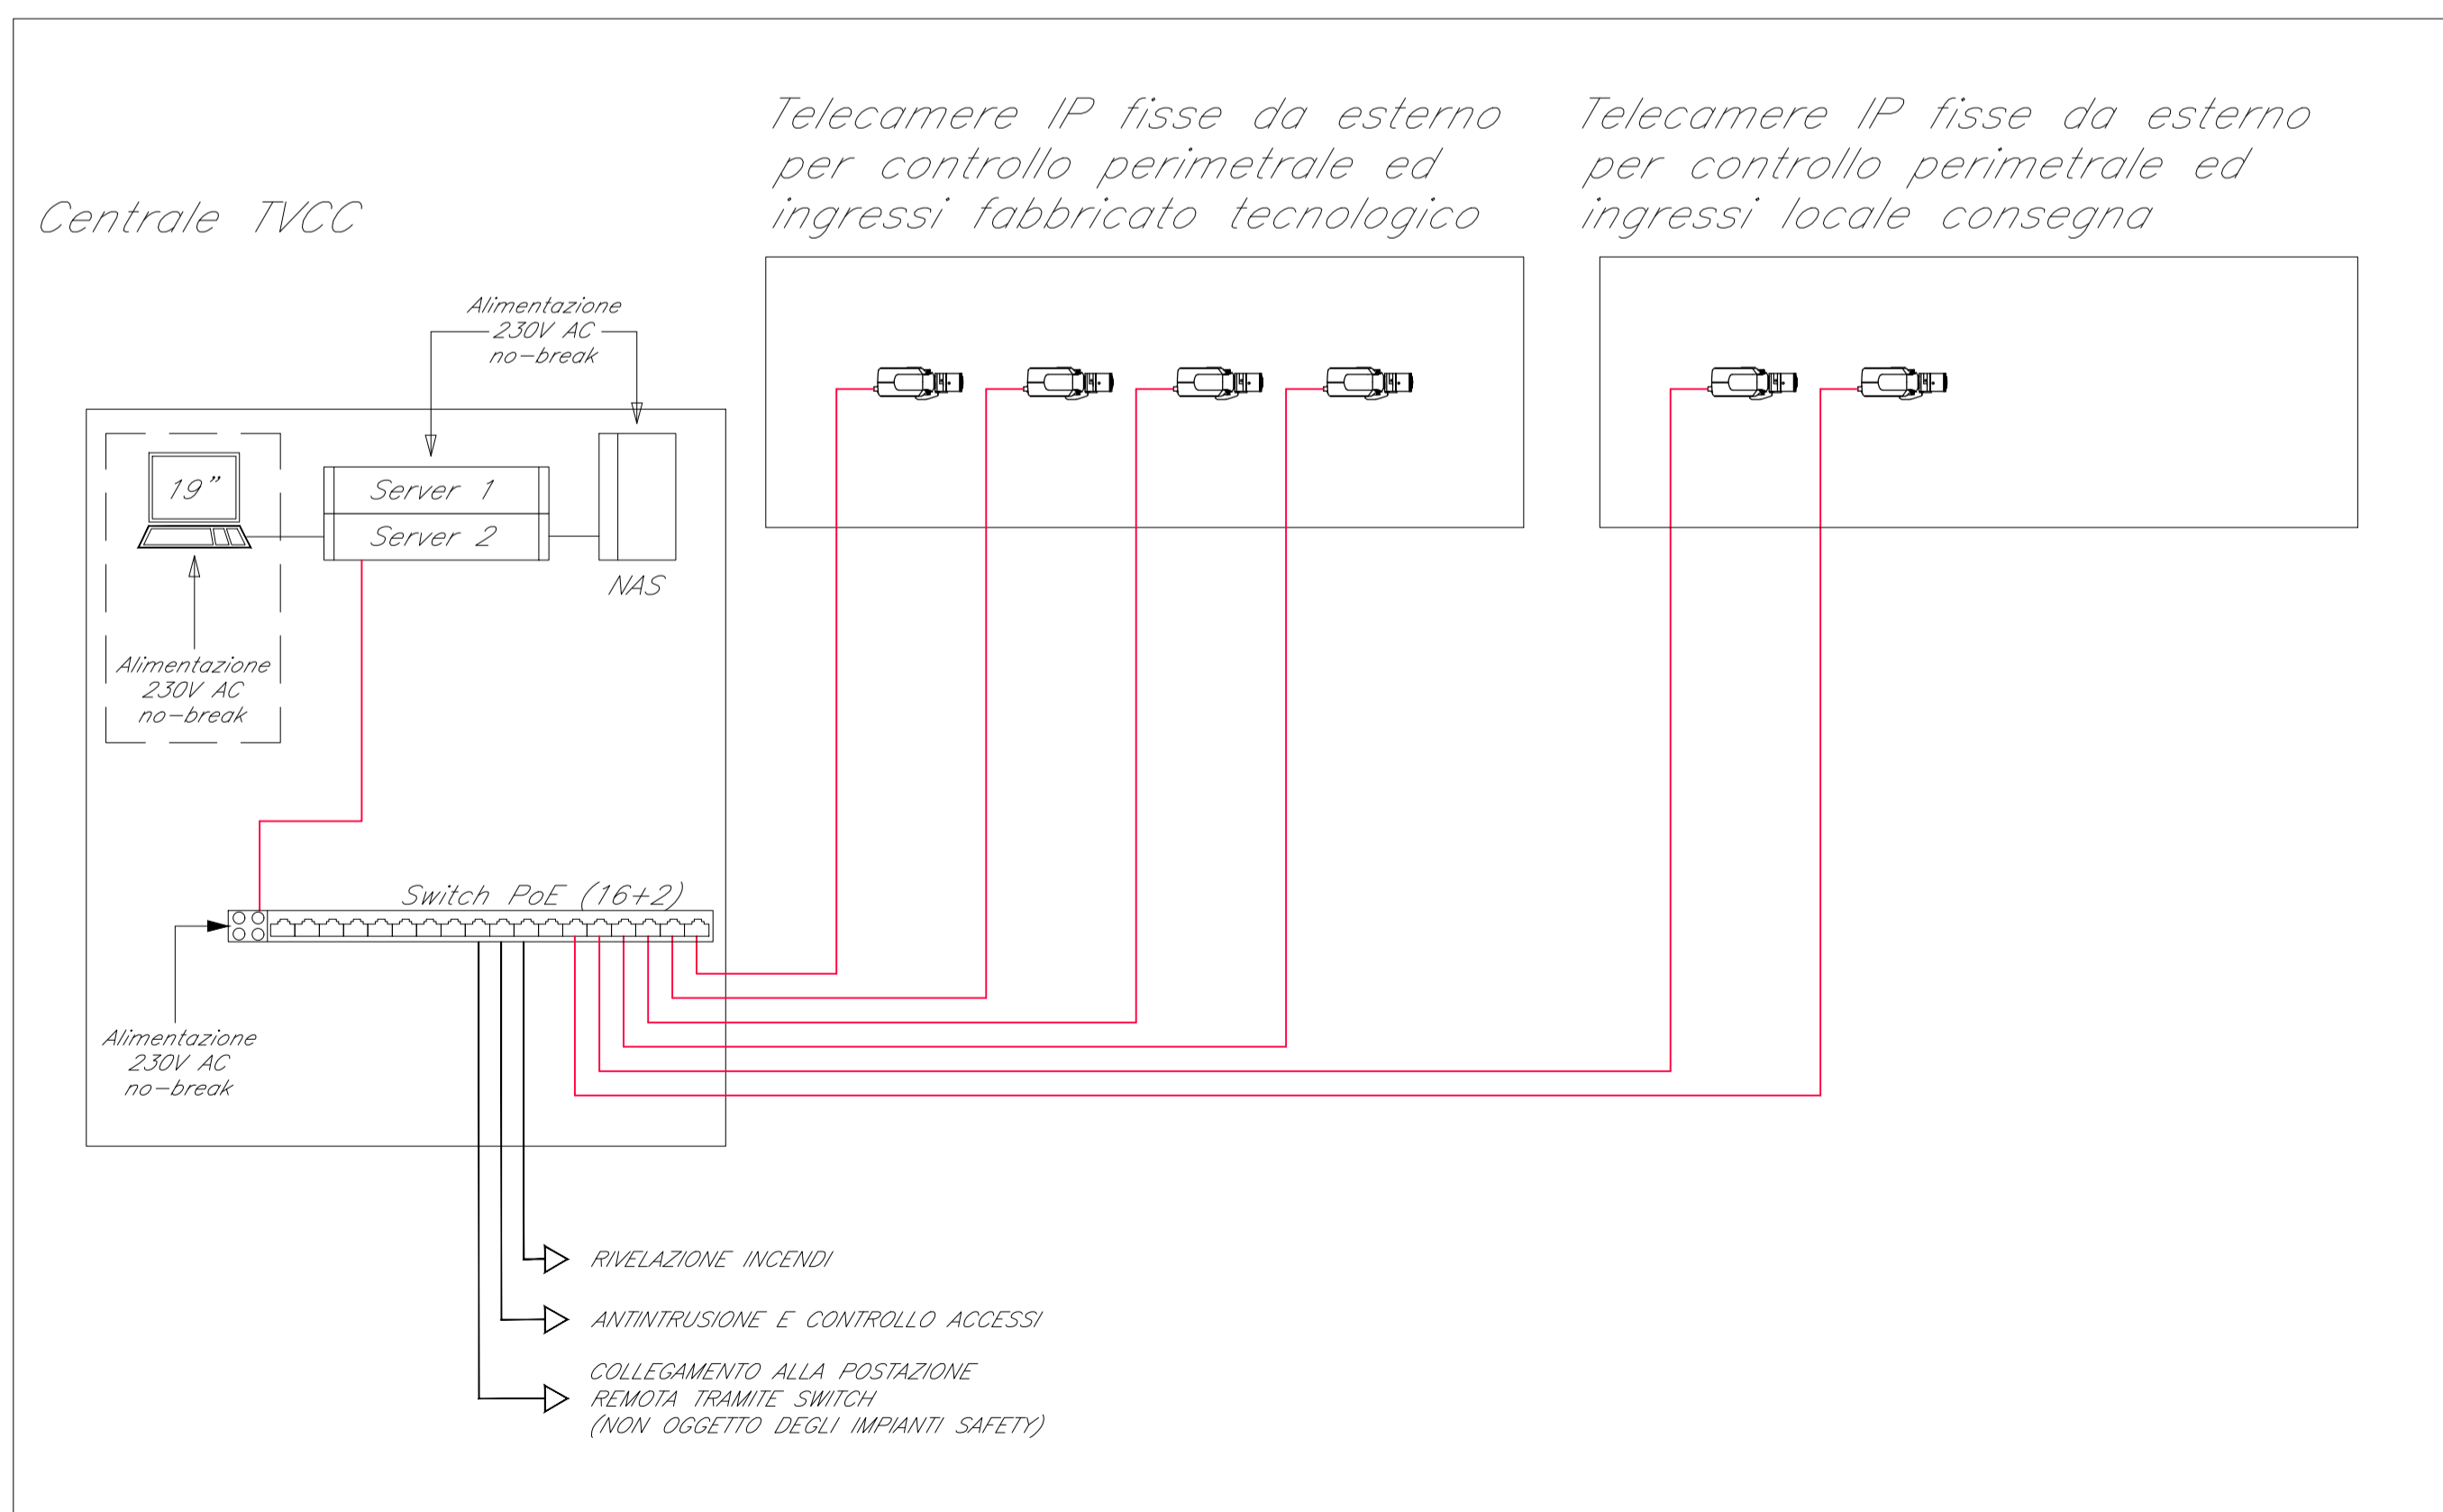 Telecamere IP fisse da esterno
per controllo perimetrale ed
ingressi fabbricato tecnologico
Telecamere IP fisse da esterno
per controllo perimetrale ed
ingressi locale consegna
Centrale TVCC
Alimentazione
230V AC
no-break
19"
Server 1
Server 2
NAS
Alimentazione
230V AC
no-break
Switch PoE (16+2)
Alimentazione
230V AC
no-break
RIVELAZIONE INCENDI
ANTINTRUSIONE E CONTROLLO ACCESSI
COLLEGAMENTO ALLA POSTAZIONE
REMOTA TRAMITE SWITCH
(NON OGGETTO DEGLI IMPIANTI SAFETY)